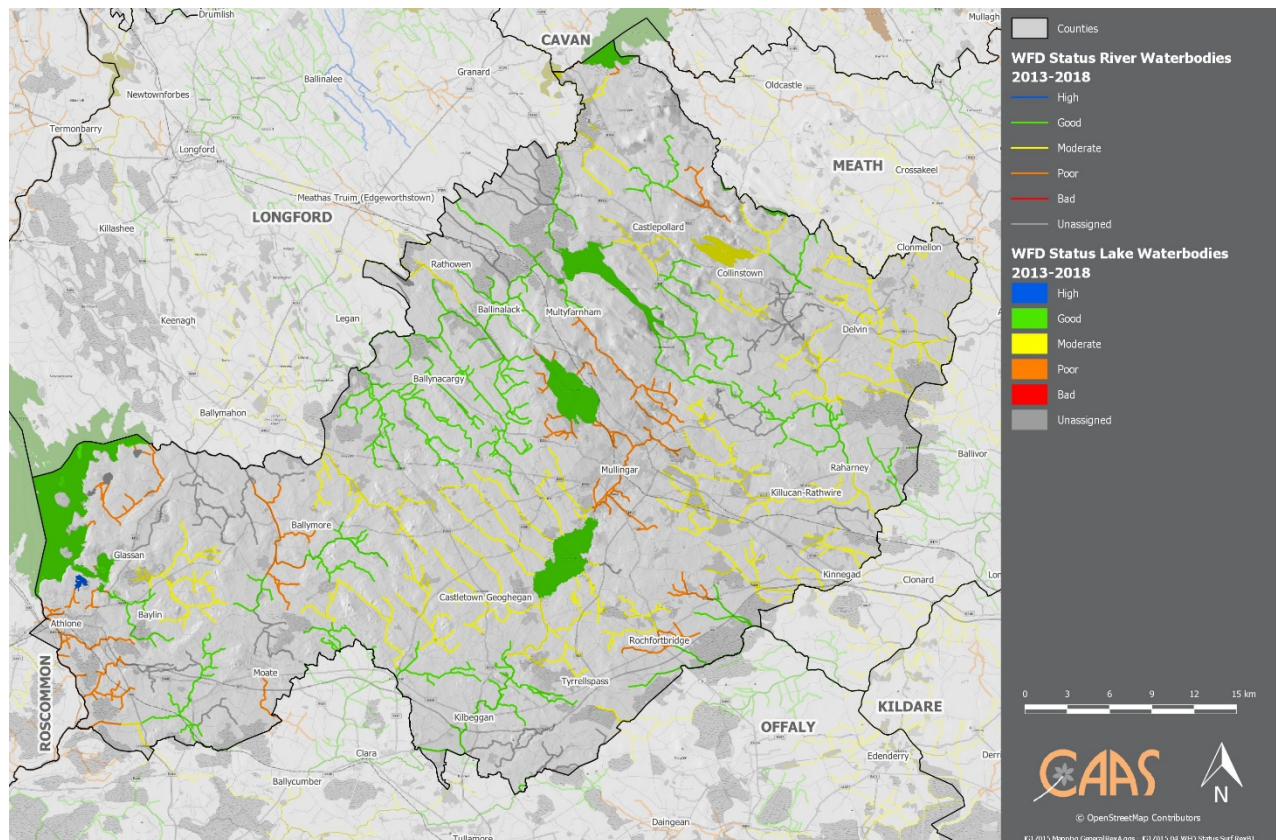 Drumlish
CAVAN
Mullagh
Granard
Ballinalee
Oldcastle
Newtownforbes
Termonbarry
Longford
MEATH
Crossakeel
Meathas Truim (Edgeworthstown)
LONGFORD
Killashee
Castlepollard
Clonmellon
Rathowen
Collinstown
Keenagh
Legan
Ballinalack
Multyfarnham
Delvin
Ballynacargy
Ballymahon
Ballivor
Mullingar
Raharney
Killucan-Rathwire
Ballymore
Glassan
Kinnegad
Clonard
Castletown Geoghegan
Baylin
Athlone
Rochfortbridge
Moate
Tyrrellspass
ROSCOMMON
Kilbeggan
OFFALY
KILDARE
Clara
Edenderry
Ballycumber
Tullamore
Daingean
Counties
WFD Status River Waterbodies
2013-2018
High
Good
Moderate
Poor
Bad
Unassigned
WFD Status Lake Waterbodies
2013-2018
High
Good
Moderate
Poor
Bad
Unassigned
0 3 6 9 12 15 km
CAAS
N
© OpenStreetMap Contributors